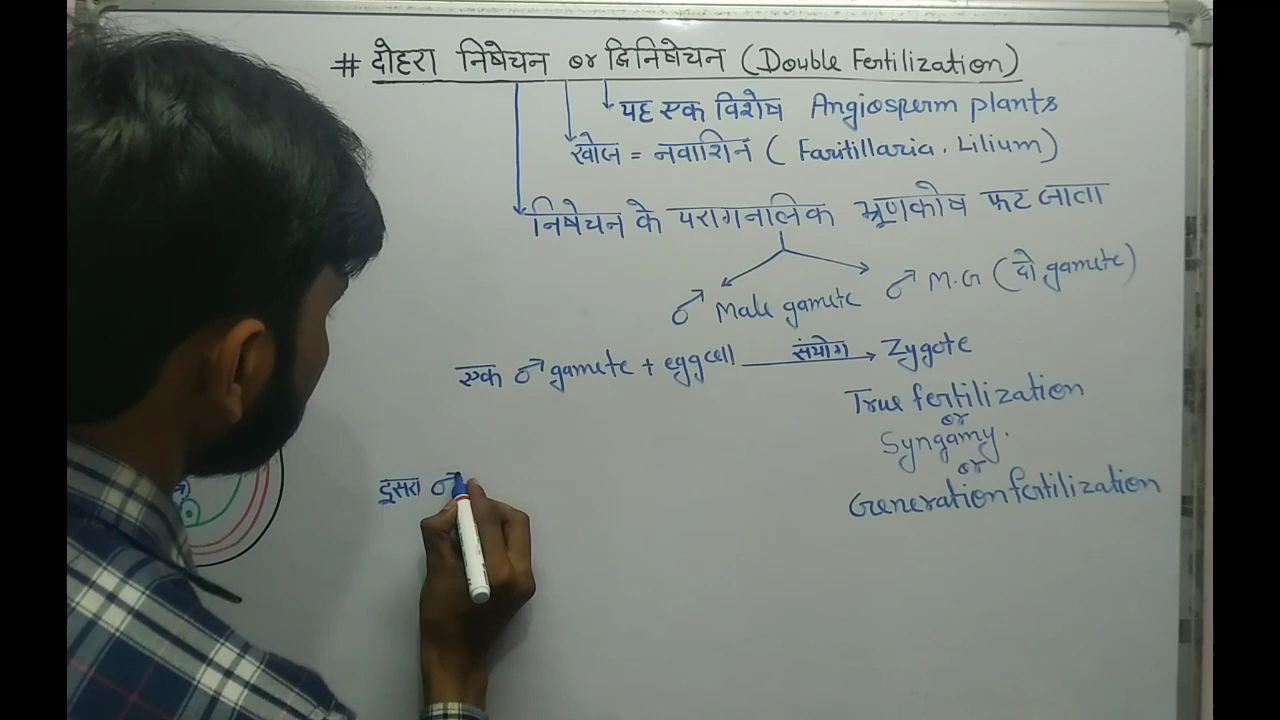 # दोहरा निषेचन or द्विनिषेचन (Double Fertilization)
यह एक विशेष Angiosperm plants
खोज = नवाशिन ( Faritillaria, Lilium)
निषेचन के परागनलिक भ्रूणकोष फट जाता
♂ Male gamete ♂ M.G (दो gamete)
एक ♂ gamete + egg cell संयोग → Zygote
True fertilization
or
Syngamy.
or
Generation fertilization
दूसरा ♂